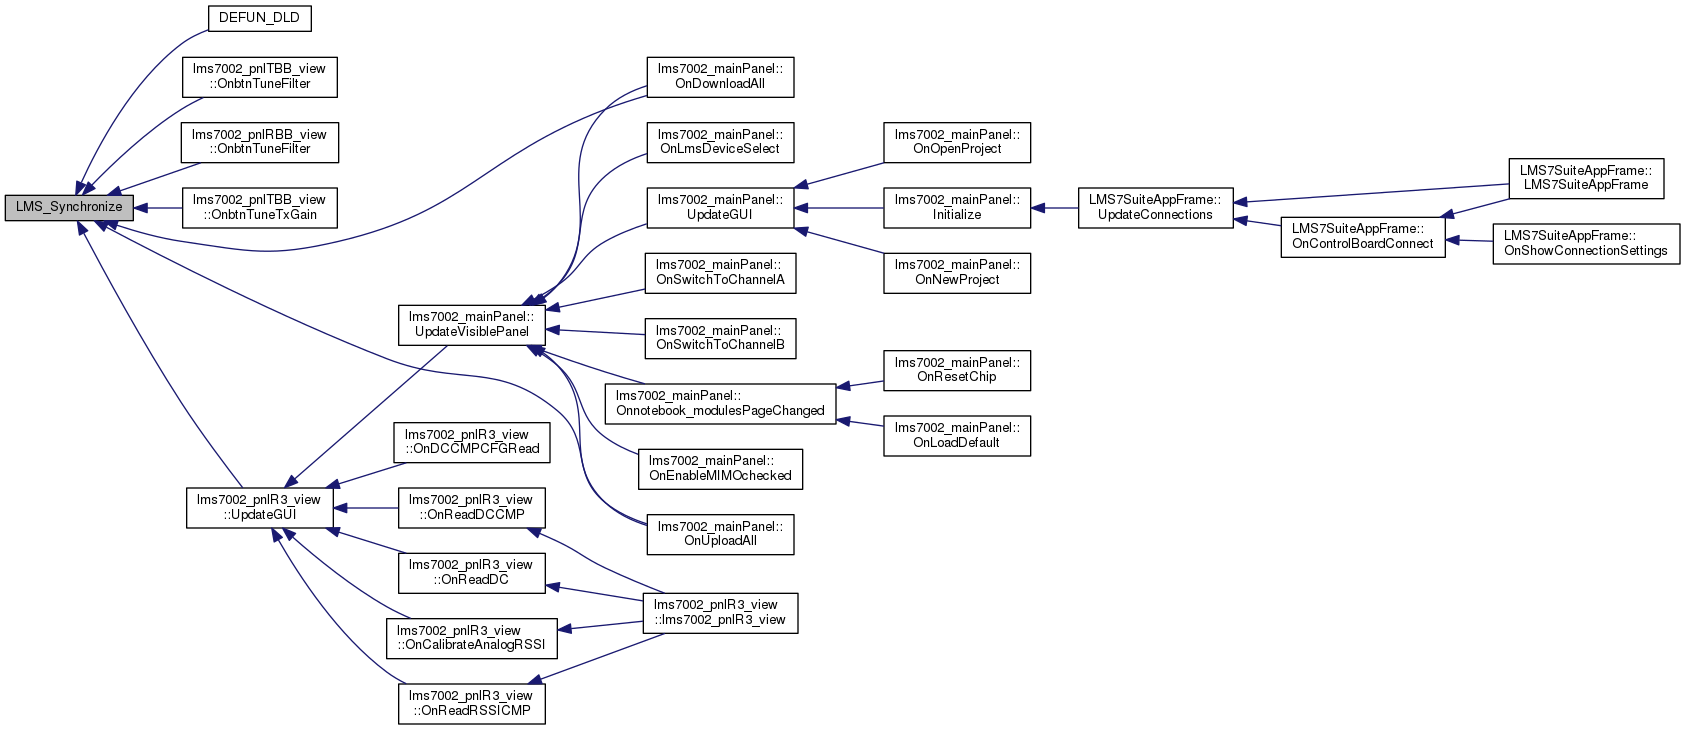 DEFUN_DLD
lms7002_pnlTBB_view
::OnbtnTuneFilter
lms7002_pnlRBB_view
::OnbtnTuneFilter
LMS_Synchronize
lms7002_pnlTBB_view
::OnbtnTuneTxGain
lms7002_pnlR3_view
::UpdateGUI
lms7002_mainPanel::
UpdateVisiblePanel
lms7002_pnlR3_view
::OnDCCMPCFGRead
lms7002_pnlR3_view
::OnReadDCCMP
lms7002_pnlR3_view
::OnReadDC
lms7002_pnlR3_view
::OnCalibrateAnalogRSSI
lms7002_pnlR3_view
::OnReadRSSICMP
lms7002_mainPanel::
OnDownloadAll
lms7002_mainPanel::
OnLmsDeviceSelect
lms7002_mainPanel::
UpdateGUI
lms7002_mainPanel::
OnSwitchToChannelA
lms7002_mainPanel::
OnSwitchToChannelB
lms7002_mainPanel::
Onnotebook_modulesPageChanged
lms7002_mainPanel::
OnEnableMIMOchecked
lms7002_mainPanel::
OnUploadAll
lms7002_pnlR3_view
::lms7002_pnlR3_view
lms7002_mainPanel::
OnOpenProject
lms7002_mainPanel::
Initialize
lms7002_mainPanel::
OnNewProject
lms7002_mainPanel::
OnResetChip
lms7002_mainPanel::
OnLoadDefault
LMS7SuiteAppFrame::
UpdateConnections
LMS7SuiteAppFrame::
OnControlBoardConnect
LMS7SuiteAppFrame::
LMS7SuiteAppFrame
LMS7SuiteAppFrame::
OnShowConnectionSettings